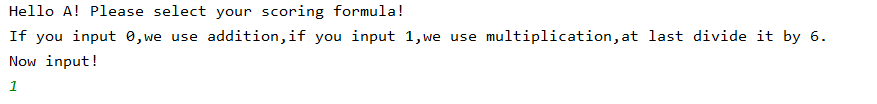 Hello A! Please select your scoring formula!
If you input 0,we use addition,if you input 1,we use multiplication,at last divide it by 6.
Now input!
1